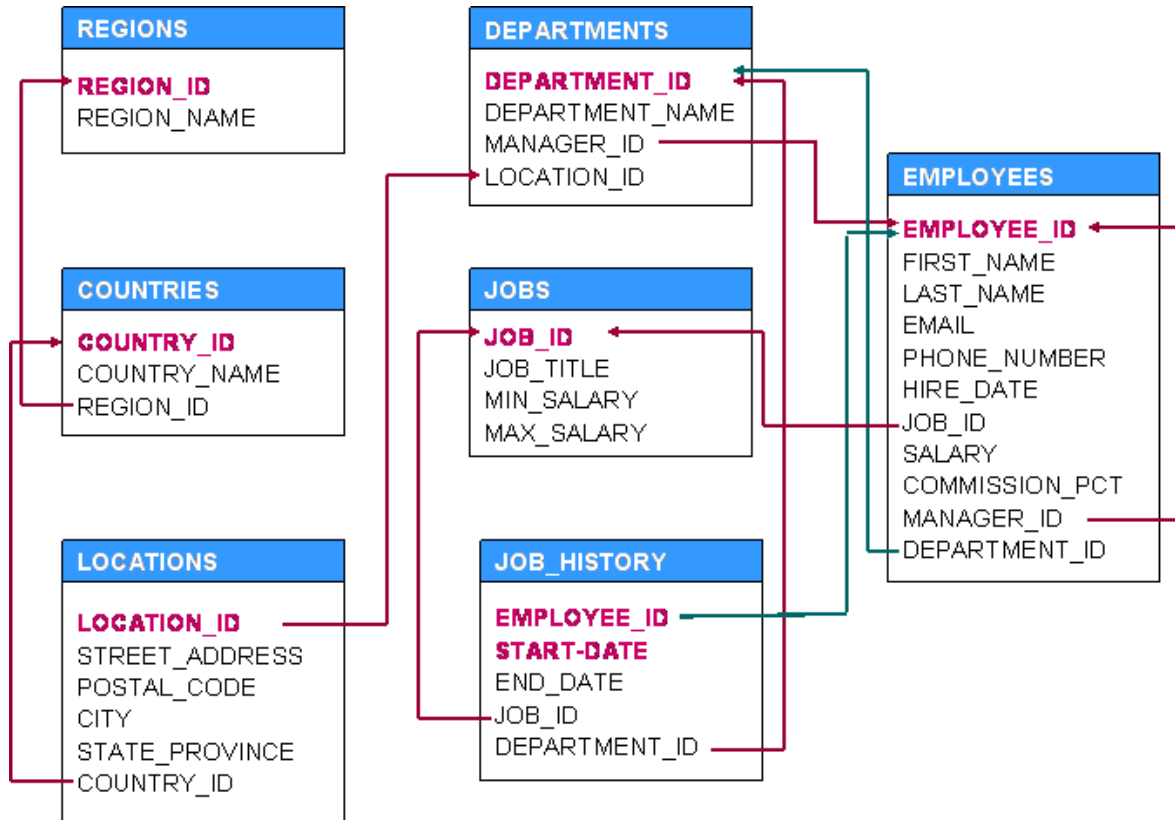 REGIONS
REGION_ID
REGION_NAME
DEPARTMENTS
DEPARTMENT_ID
DEPARTMENT_NAME
MANAGER_ID
LOCATION_ID
EMPLOYEES
EMPLOYEE_ID
FIRST_NAME
LAST_NAME
EMAIL
PHONE_NUMBER
HIRE_DATE
JOB_ID
SALARY
COMMISSION_PCT
MANAGER_ID
DEPARTMENT_ID
COUNTRIES
COUNTRY_ID
COUNTRY_NAME
REGION_ID
JOBS
JOB_ID
JOB_TITLE
MIN_SALARY
MAX_SALARY
LOCATIONS
LOCATION_ID
STREET_ADDRESS
POSTAL_CODE
CITY
STATE_PROVINCE
COUNTRY_ID
JOB_HISTORY
EMPLOYEE_ID
START-DATE
END_DATE
JOB_ID
DEPARTMENT_ID